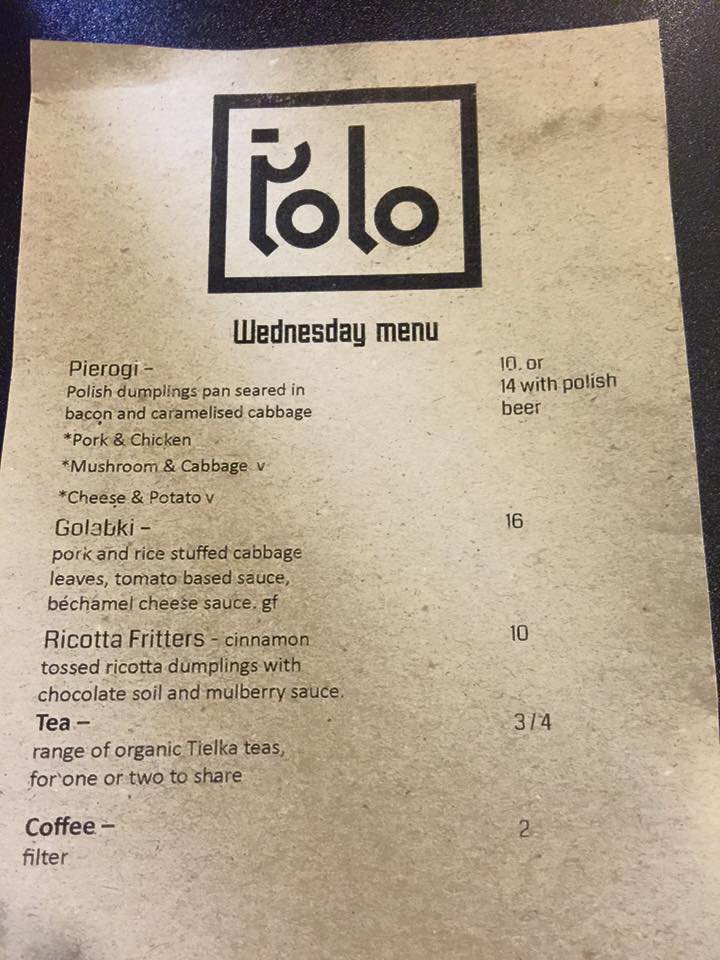 Polo
Wednesday menu
Pierogi –
10. or
Polish dumplings pan seared in
14 with polish
bacon and caramelised cabbage
beer
*Pork & Chicken
*Mushroom & Cabbage v
*Cheese & Potato v
Golabki –
16
pork and rice stuffed cabbage
leaves, tomato based sauce,
béchamel cheese sauce. gf
Ricotta Fritters - cinnamon
10
tossed ricotta dumplings with
chocolate soil and mulberry sauce.
Tea –
3/4
range of organic Tielka teas,
for one or two to share
Coffee –
2
filter